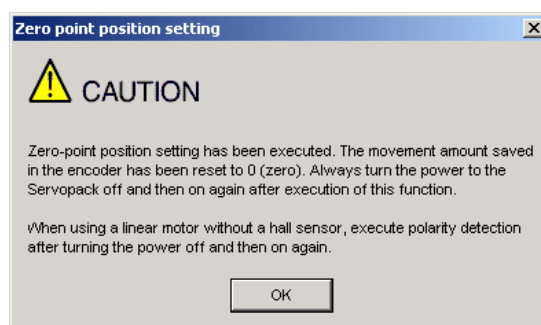 Zero point position setting
CAUTION
Zero-point position setting has been executed. The movement amount saved
in the encoder has been reset to 0 (zero). Always turn the power to the
Servopack off and then on again after execution of this function.
When using a linear motor without a hall sensor, execute polarity detection
after turning the power off and then on again.
OK